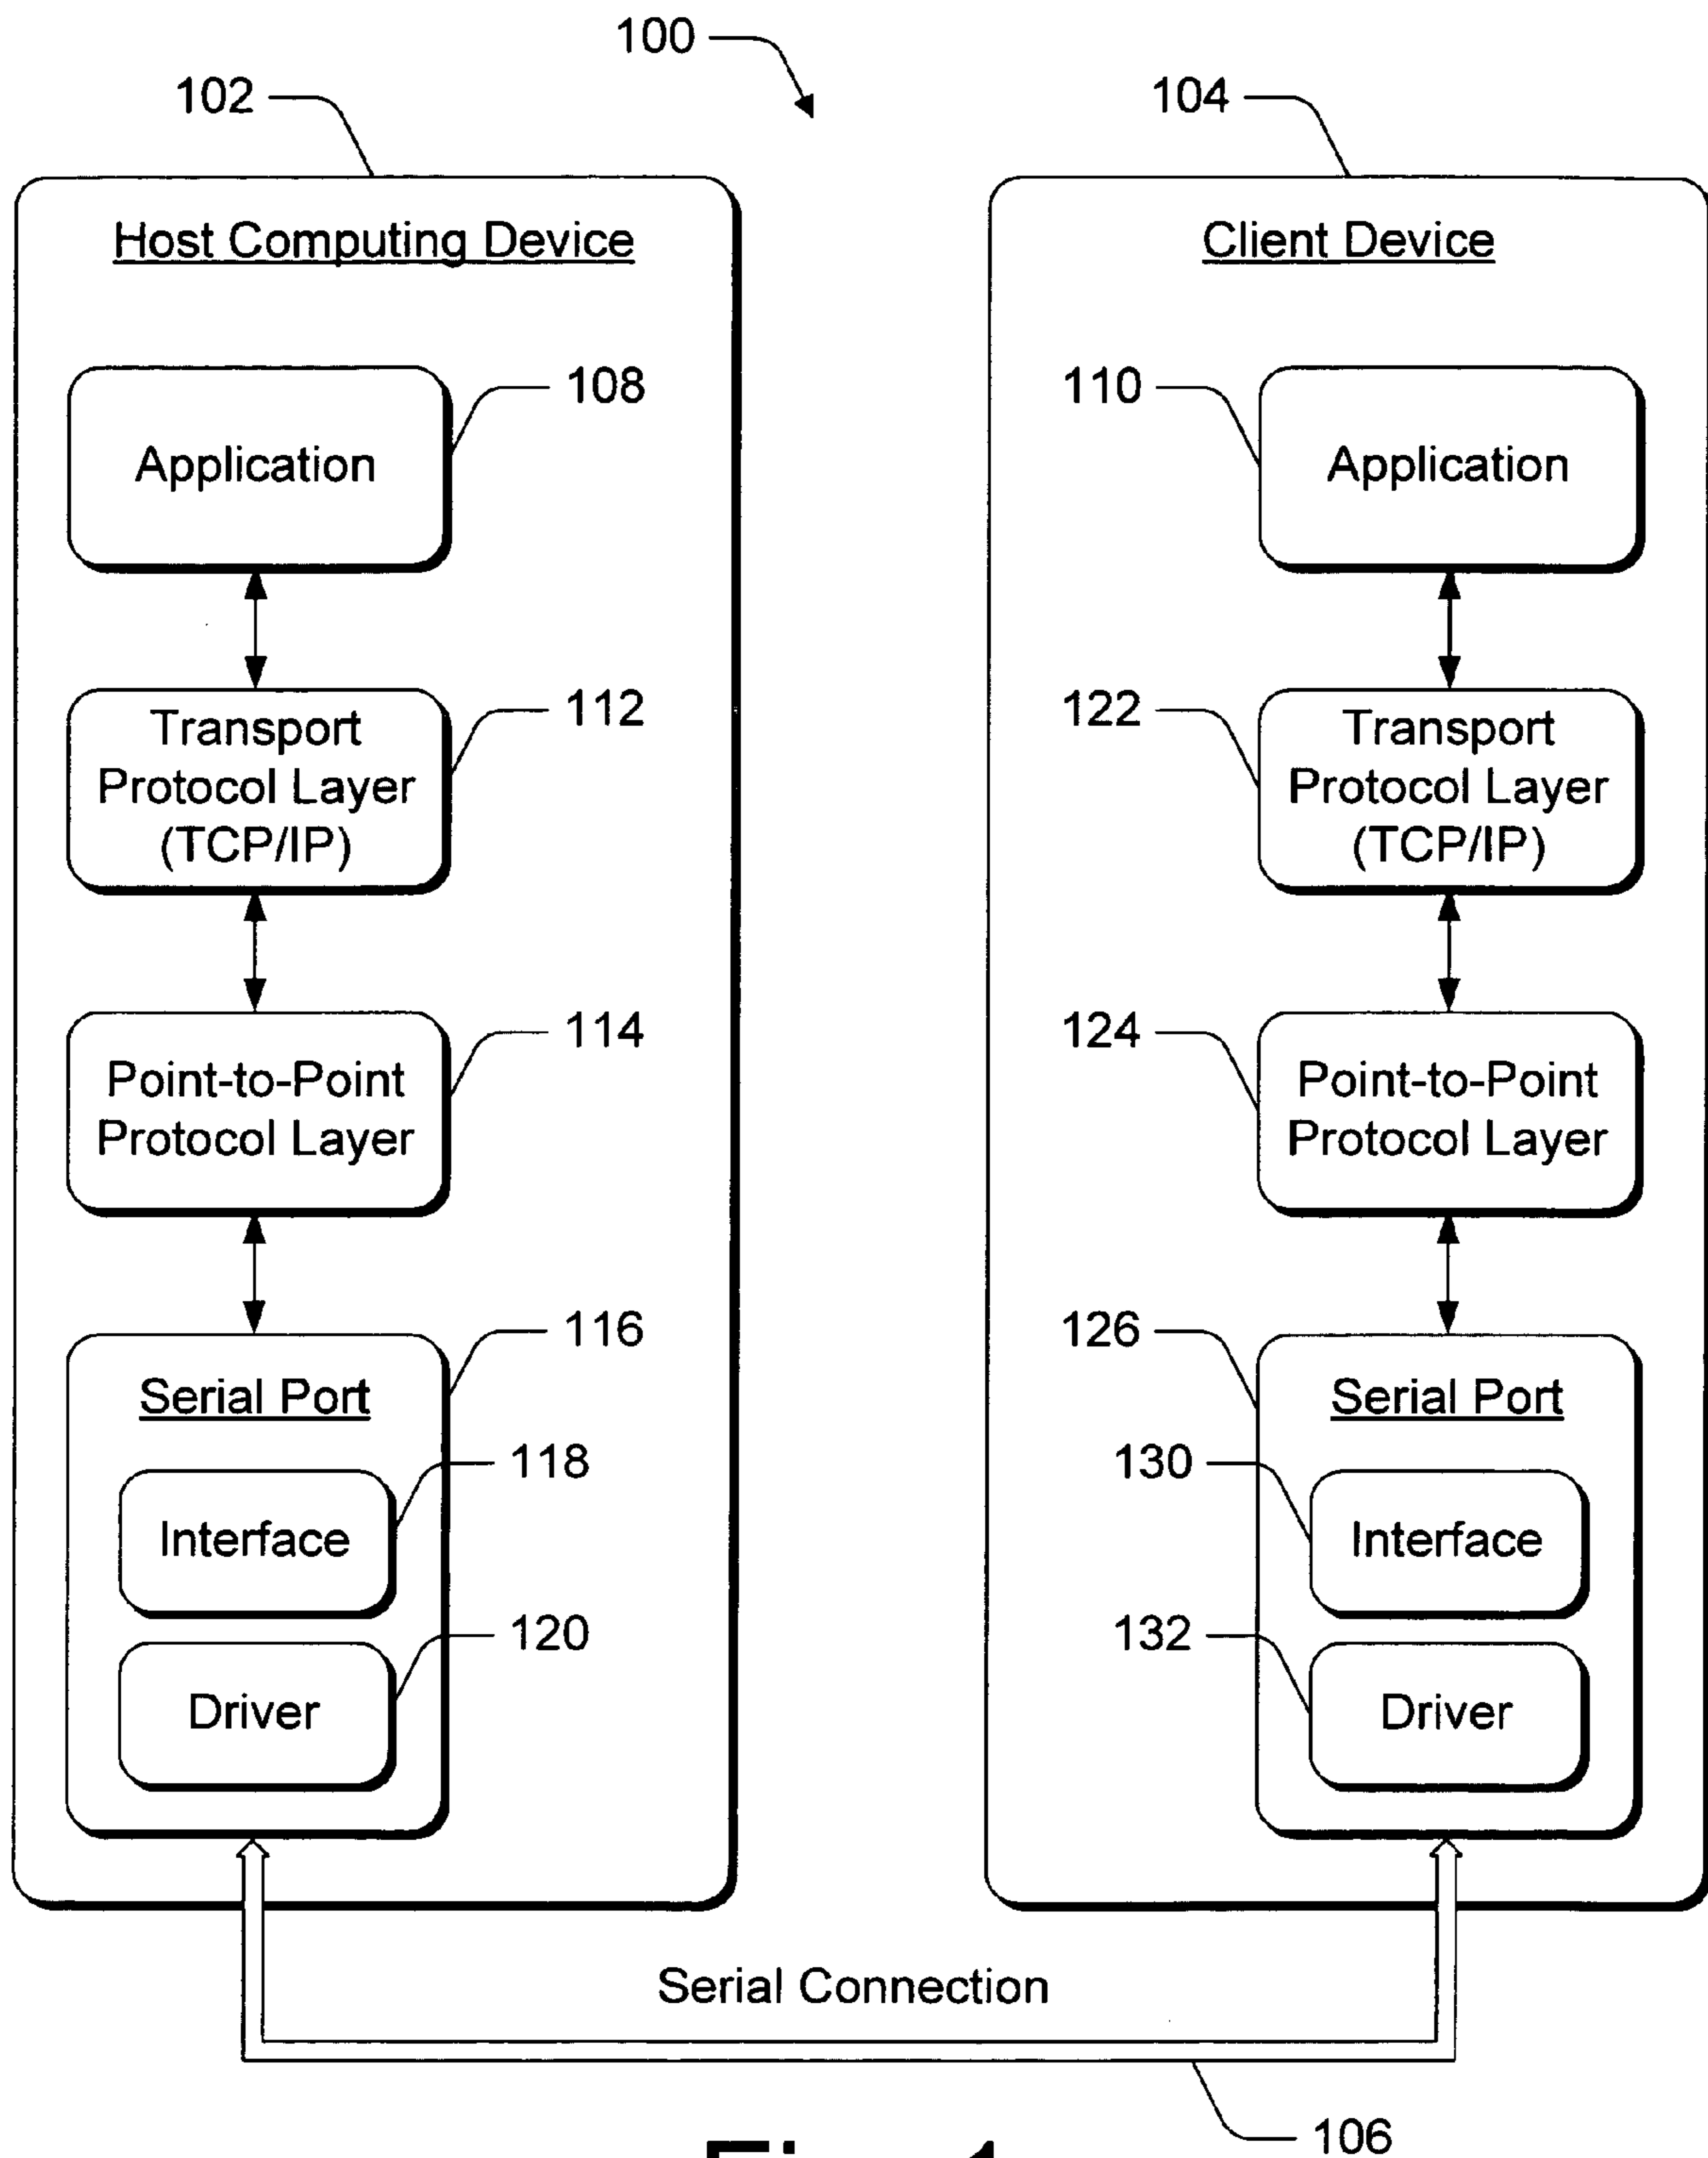 100
102
104
Host Computing Device
Client Device
108
Application
110
Application
112
Transport
Protocol Layer
(TCP/IP)
122
Transport
Protocol Layer
(TCP/IP)
114
Point-to-Point
Protocol Layer
124
Point-to-Point
Protocol Layer
116
Serial Port
118
Interface
120
Driver
126
Serial Port
130
Interface
132
Driver
Serial Connection
106